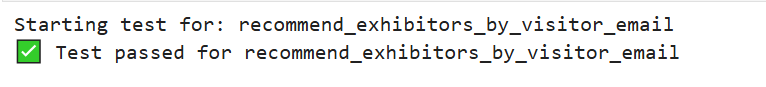 Starting test for: recommend_exhibitors_by_visitor_email
✅ Test passed for recommend_exhibitors_by_visitor_email